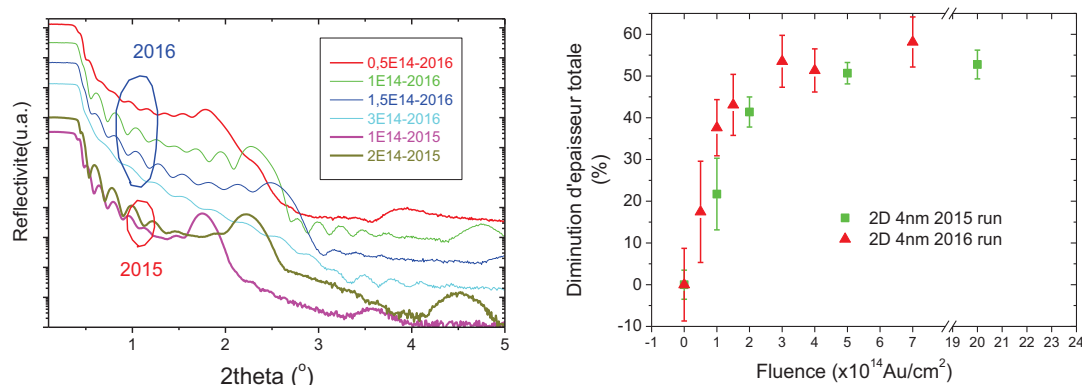 Reflectivite(u.a.)
2016
2015
0,5E14-2016
1E14-2016
1,5E14-2016
3E14-2016
1E14-2015
2E14-2015
1 2 3 4 5
2theta (°)
Diminution d'epaisseur totale
(%)
60
50
40
30
20
10
0
-10
2D 4nm 2015 run
2D 4nm 2016 run
-1 0 1 2 3 4 5 6 7 19 20 21 22 23 24
Fluence (x10¹⁴Au/cm²)